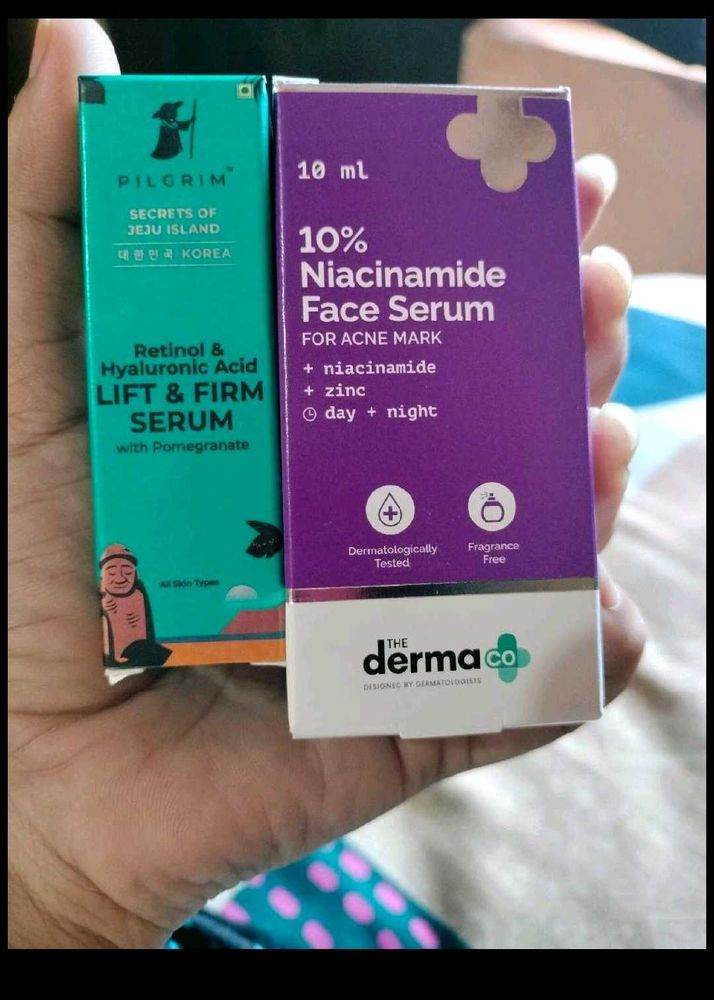 PILGRIM™
SECRETS OF
JEJU ISLAND
대한민국 KOREA
Retinol &
Hyaluronic Acid
LIFT & FIRM
SERUM
with Pomegranate
All Skin Types
10 ml
10%
Niacinamide
Face Serum
FOR ACNE MARK
+ niacinamide
+ zinc
day + night
Dermatologically
Tested
Fragrance
Free
THE
derma co
DESIGNED BY DERMATOLOGISTS